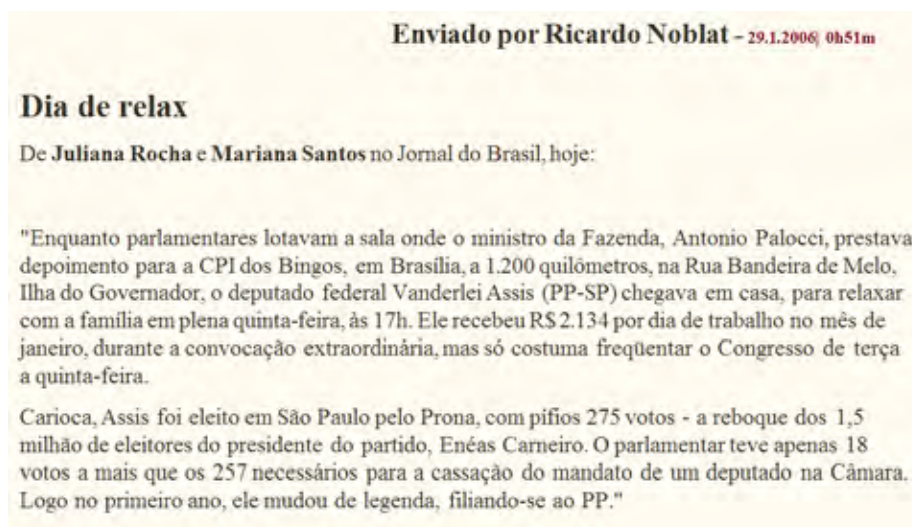 Enviado por Ricardo Noblat - 29.1.2006| 0h51m
Dia de relax
De Juliana Rocha e Mariana Santos no Jornal do Brasil, hoje:
"Enquanto parlamentares lotavam a sala onde o ministro da Fazenda, Antonio Palocci, prestava
depoimento para a CPI dos Bingos, em Brasília, a 1.200 quilômetros, na Rua Bandeira de Melo,
Ilha do Governador, o deputado federal Vanderlei Assis (PP-SP) chegava em casa, para relaxar
com a família em plena quinta-feira, às 17h. Ele recebeu R$ 2.134 por dia de trabalho no mês de
janeiro, durante a convocação extraordinária, mas só costuma freqüentar o Congresso de terça
a quinta-feira.
Carioca, Assis foi eleito em São Paulo pelo Prona, com pífios 275 votos - a reboque dos 1,5
milhão de eleitores do presidente do partido, Enéas Carneiro. O parlamentar teve apenas 18
votos a mais que os 257 necessários para a cassação do mandato de um deputado na Câmara.
Logo no primeiro ano, ele mudou de legenda, filiando-se ao PP."